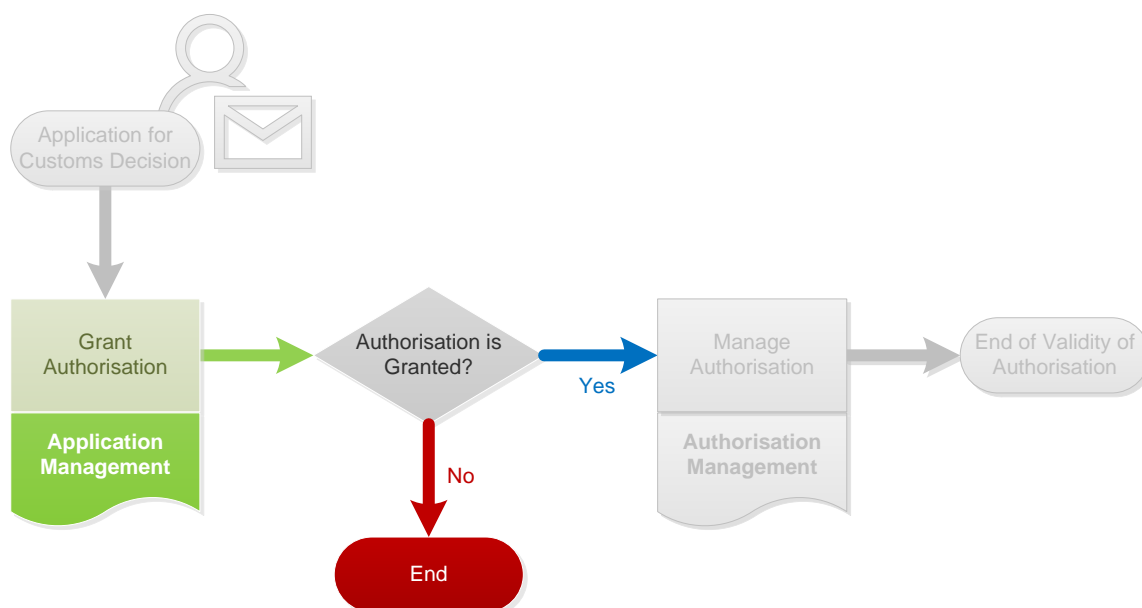 Application for
Customs Decision
Grant
Authorisation
Application
Management
Authorisation is
Granted?
Yes
No
End
Manage
Authorisation
Authorisation
Management
End of Validity of
Authorisation